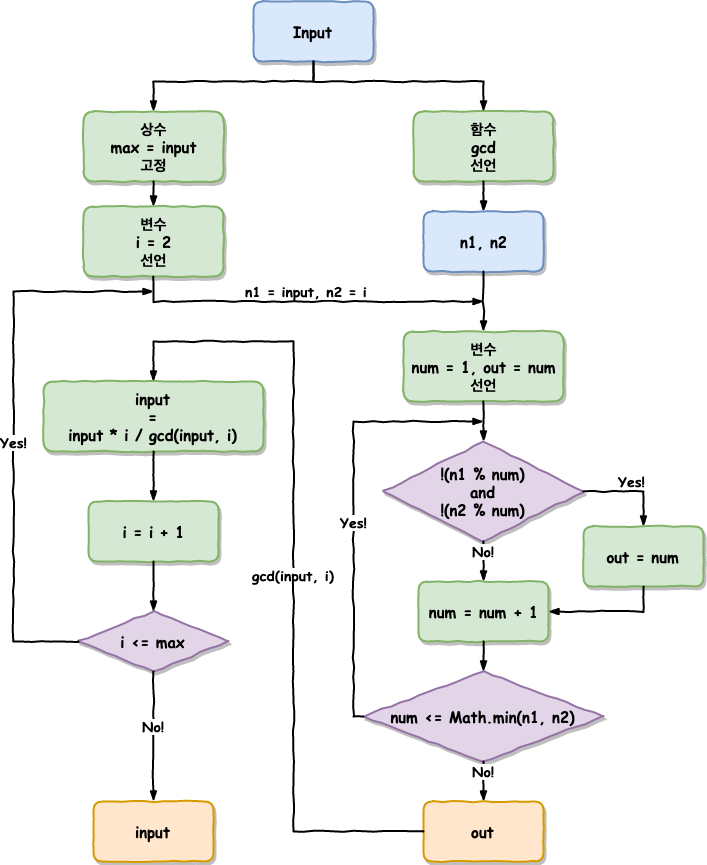 Input
상수
max = input
고정
함수
gcd
선언
변수
i = 2
선언
n1, n2
n1 = input, n2 = i
변수
num = 1, out = num
선언
input
=
input * i / gcd(input, i)
Yes!
!(n1 % num)
and
!(n2 % num)
Yes!
Yes!
i = i + 1
No!
out = num
gcd(input, i)
num = num + 1
i <= max
num <= Math.min(n1, n2)
No!
No!
input
out